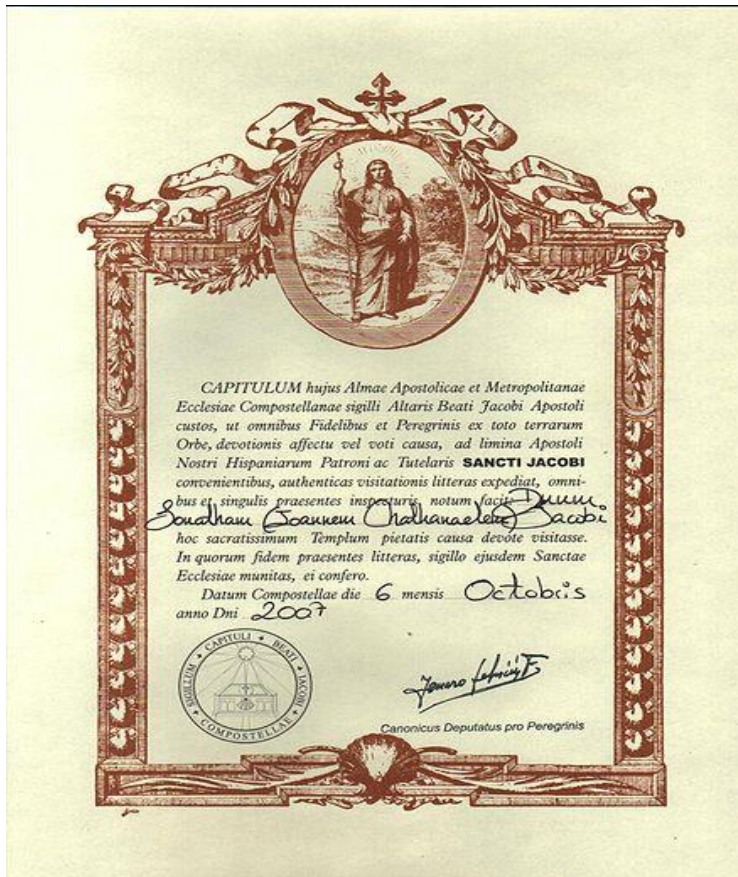 CAPITULUM hujus Almae Apostolicae et Metropolitanae
Ecclesiae Compostellanae sigilli Altaris Beati Jacobi Apostoli
custos, ut omnibus Fidelibus et Peregrinis ex toto terrarum
Orbe, devotionis affectu vel voti causa, ad limina Apostoli
Nostri Hispaniarum Patroni ac Tutelaris SANCTI JACOBI
convenientibus, authenticas visitationis litteras expediat, omni-
bus et singulis praesentes inspecturis, notum facit: Dnum
Joannem Jacobi
hoc sacratissimum Templum pietatis causa devote visitasse.
In quorum fidem praesentes litteras, sigillo ejusdem Sanctae
Ecclesiae munitas, ei confero.
Datum Compostellae die 6 mensis Octobris
anno Dni 2007
SIGILLUM CAPITULI BEATI IACOBI COMPOSTELLAE
Canonicus Deputatus pro Peregrinis